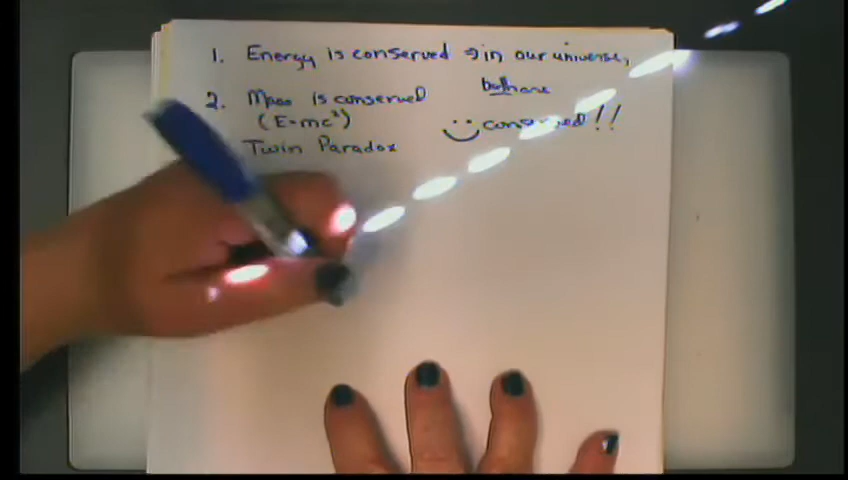 1. Energy is conserved → in our universe,
both are
2. Mass is conserved
(E=mc²) conserved!!
Twin Paradox